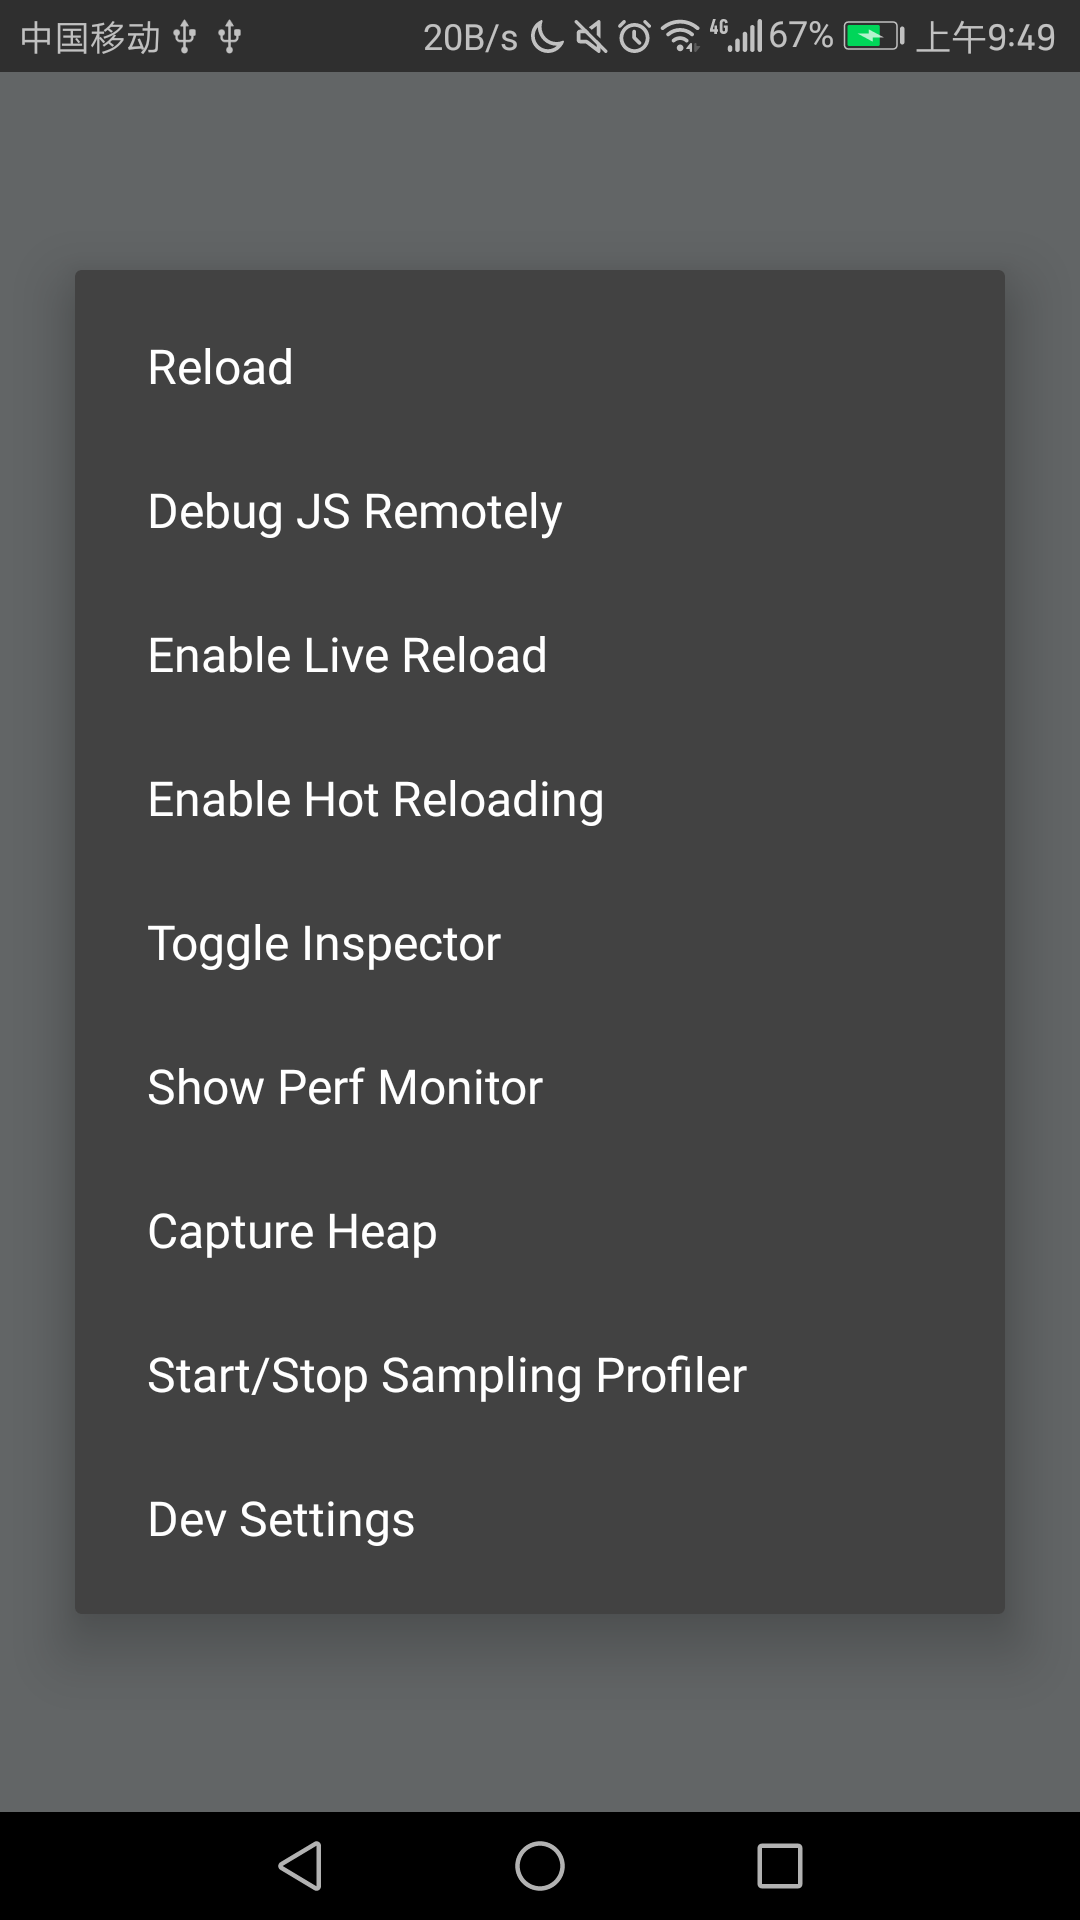 中国移动 20B/s 4G 67% 上午9:49
Reload
Debug JS Remotely
Enable Live Reload
Enable Hot Reloading
Toggle Inspector
Show Perf Monitor
Capture Heap
Start/Stop Sampling Profiler
Dev Settings